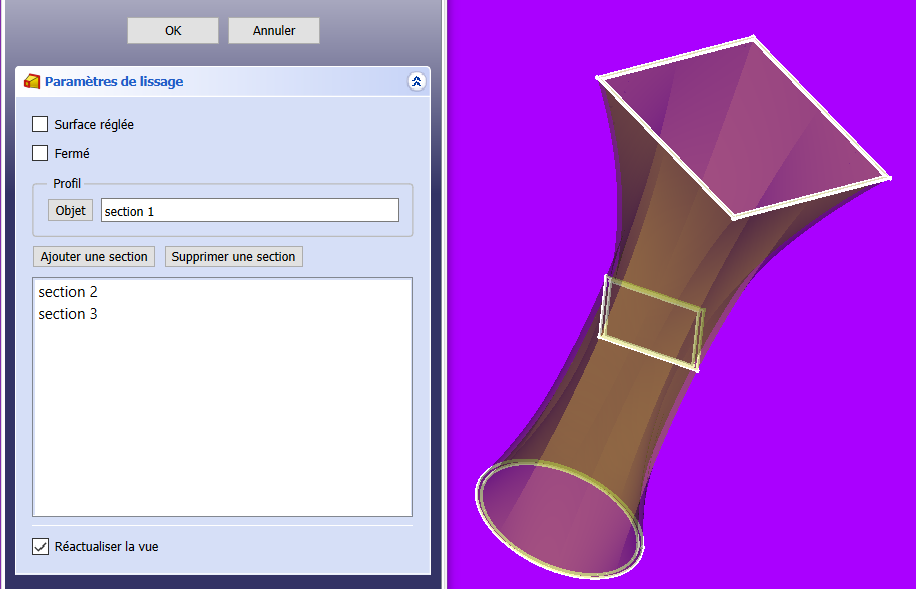 OK Annuler
Paramètres de lissage
Surface réglée
Fermé
Profil
Objet section 1
Ajouter une section Supprimer une section
section 2
section 3
Réactualiser la vue